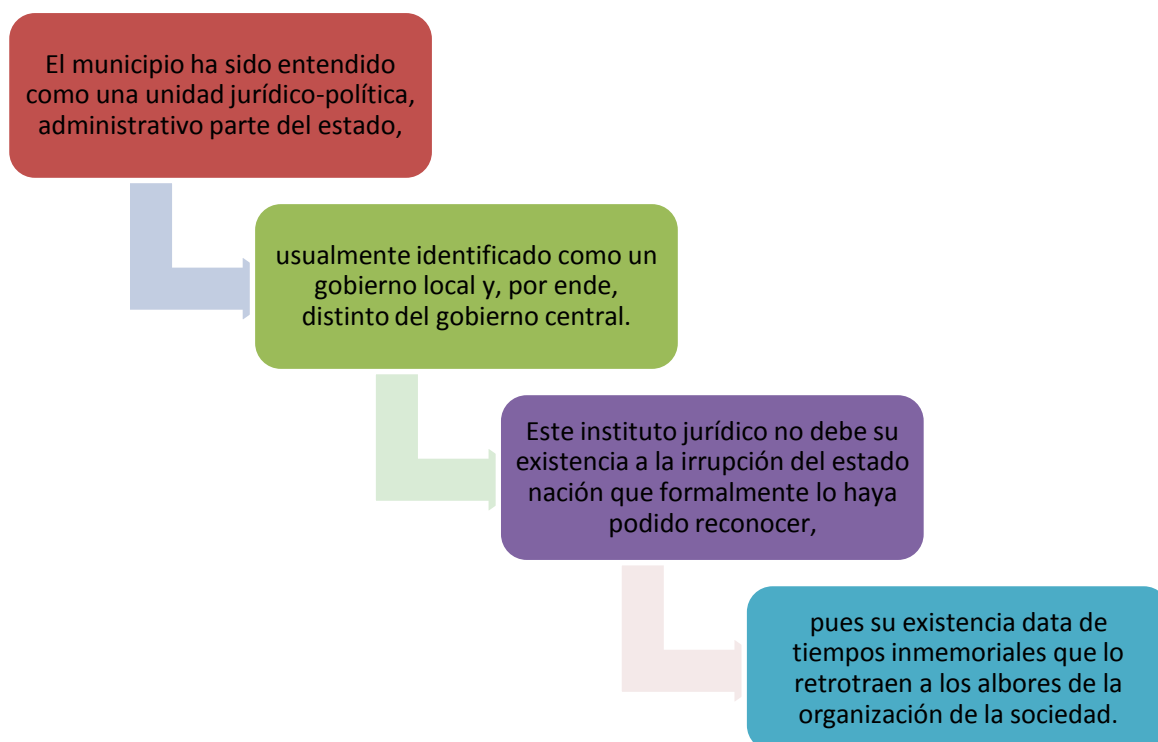 El municipio ha sido entendido
como una unidad jurídico-política,
administrativo parte del estado,
usualmente identificado como un
gobierno local y, por ende,
distinto del gobierno central.
Este instituto jurídico no debe su
existencia a la irrupción del estado
nación que formalmente lo haya
podido reconocer,
pues su existencia data de
tiempos inmemoriales que lo
retrotraen a los albores de la
organización de la sociedad.